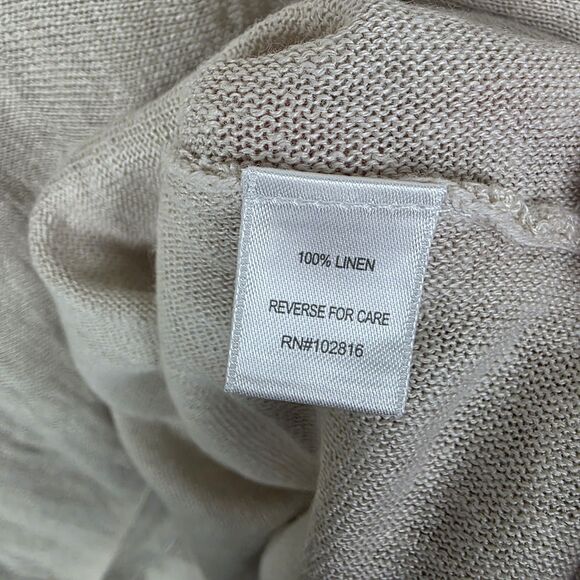 100% LINEN
REVERSE FOR CARE
RN#102816